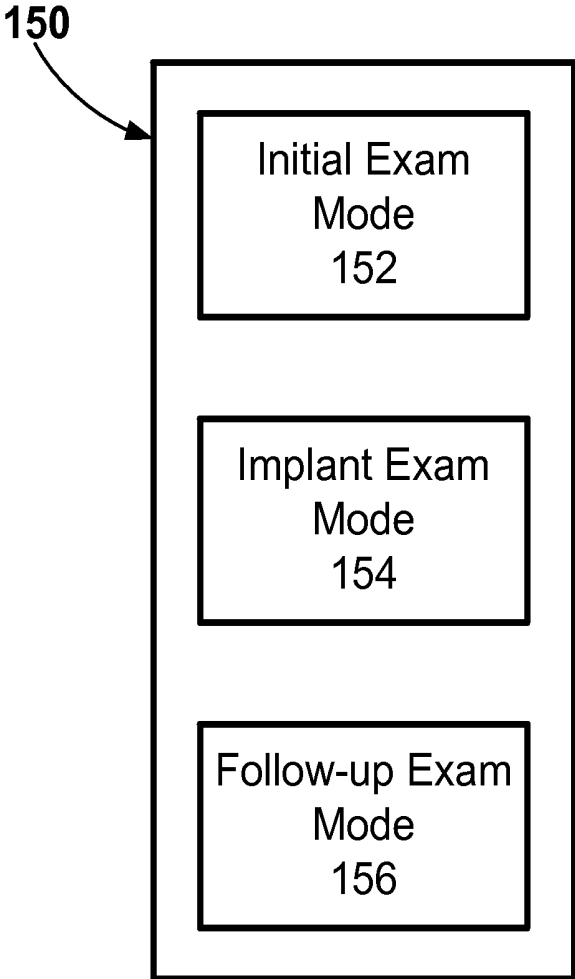 150
Initial Exam
Mode
152
Implant Exam
Mode
154
Follow-up Exam
Mode
156